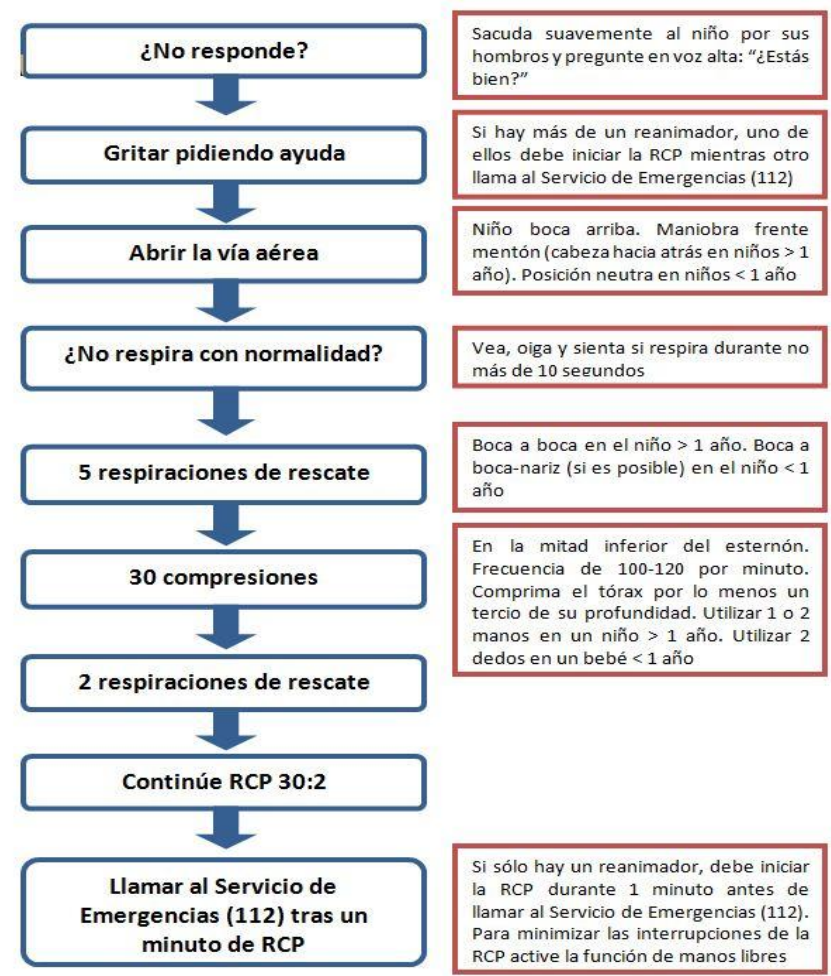 ¿No responde?
Sacuda suavemente al niño por sus
hombros y pregunte en voz alta: “¿Estás
bien?”
Gritar pidiendo ayuda
Si hay más de un reanimador, uno de
ellos debe iniciar la RCP mientras otro
llama al Servicio de Emergencias (112)
Abrir la vía aérea
Niño boca arriba. Maniobra frente
mentón (cabeza hacia atrás en niños > 1
año). Posición neutra en niños < 1 año
¿No respira con normalidad?
Vea, oiga y sienta si respira durante no
más de 10 segundos
5 respiraciones de rescate
Boca a boca en el niño > 1 año. Boca a
boca-nariz (si es posible) en el niño < 1
año
30 compresiones
En la mitad inferior del esternón.
Frecuencia de 100-120 por minuto.
Comprima el tórax por lo menos un
tercio de su profundidad. Utilizar 1 o 2
manos en un niño > 1 año. Utilizar 2
dedos en un bebé < 1 año
2 respiraciones de rescate
Continúe RCP 30:2
Llamar al Servicio de
Emergencias (112) tras un
minuto de RCP
Si sólo hay un reanimador, debe iniciar
la RCP durante 1 minuto antes de
llamar al Servicio de Emergencias (112).
Para minimizar las interrupciones de la
RCP active la función de manos libres